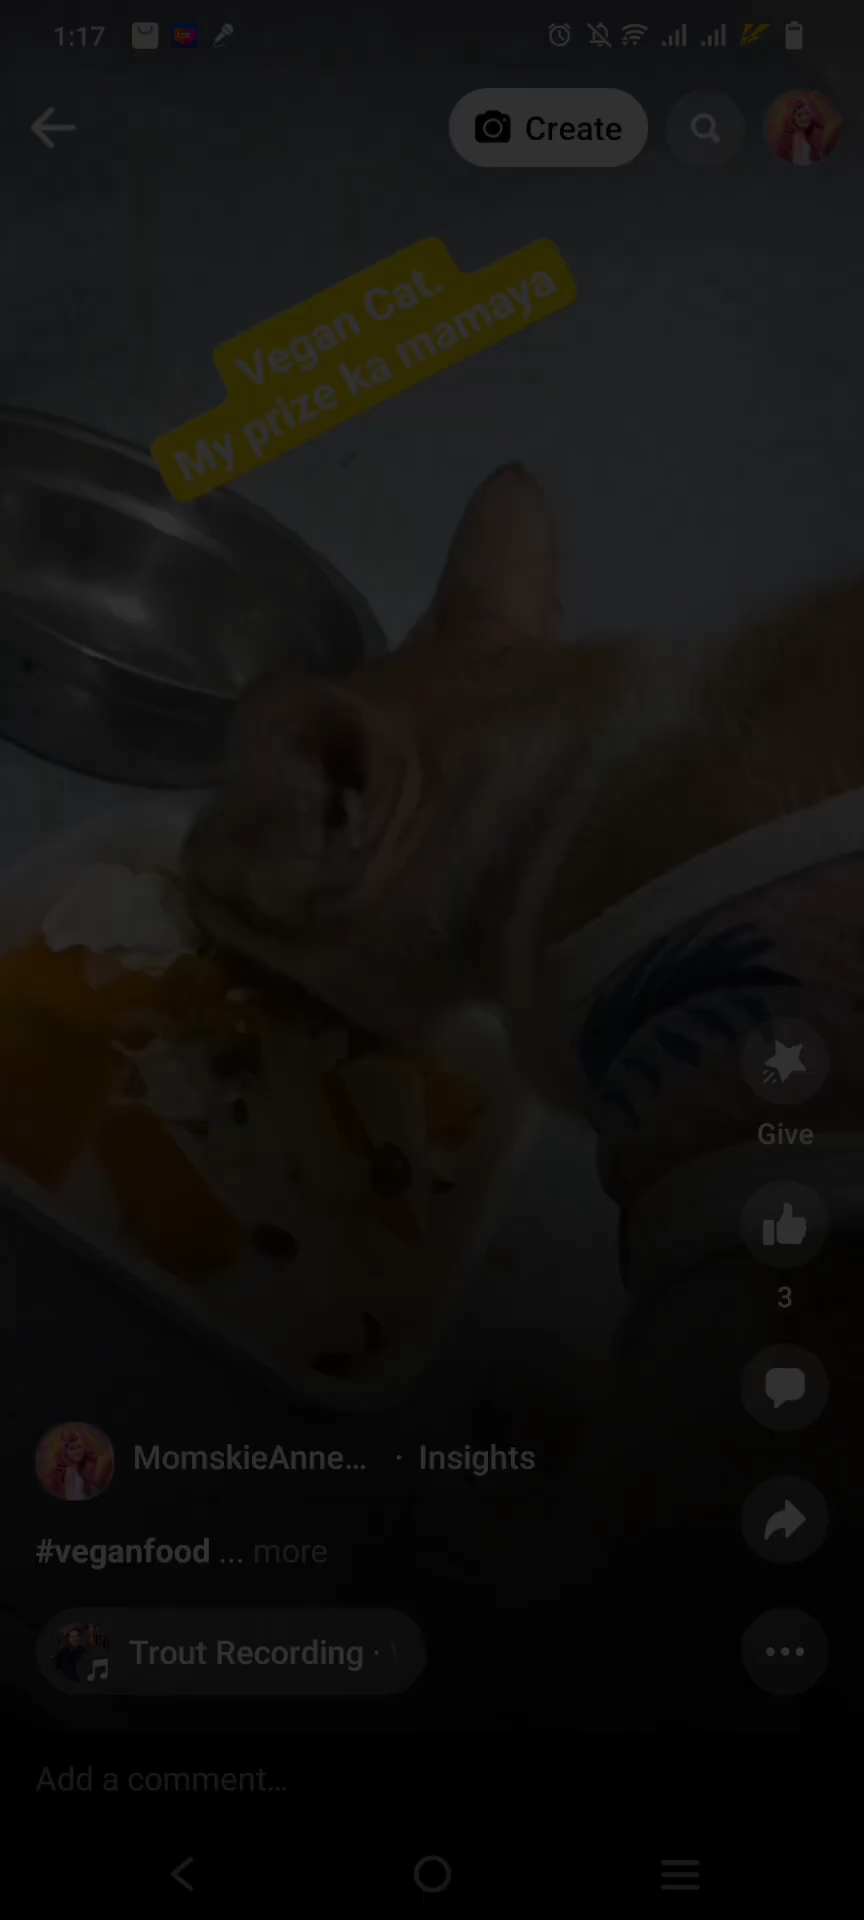 1:17
Create
Vegan Cat.
My prize ka mamaya
Give
3
MomskieAnne... · Insights
#veganfood ... more
Trout Recording ·
Add a comment...